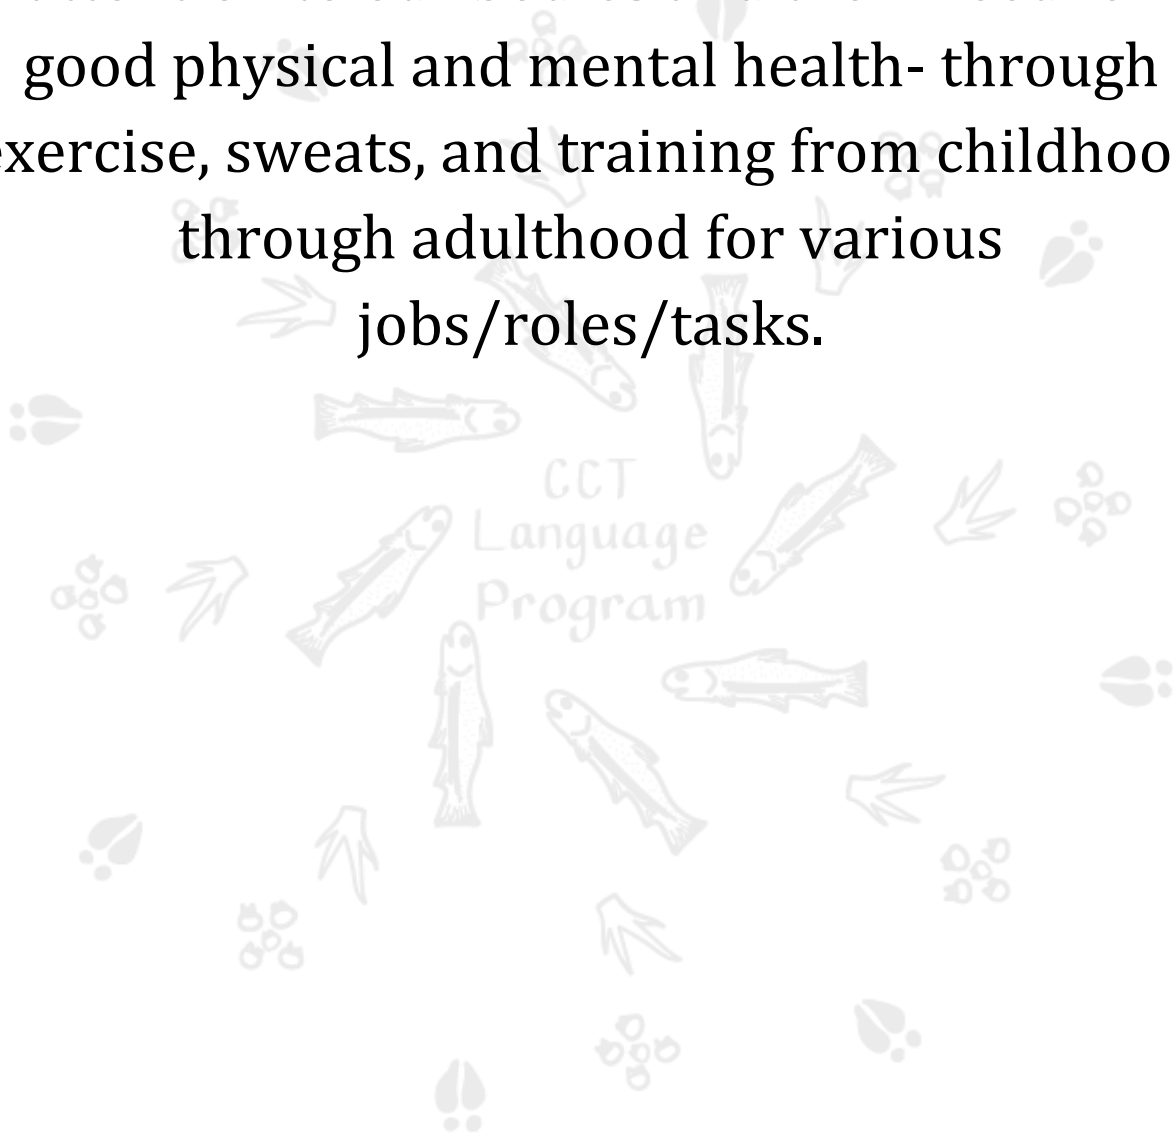 good physical and mental health- through
exercise, sweats, and training from childhoo
through adulthood for various
jobs/roles/tasks.
CCT
Language
Program